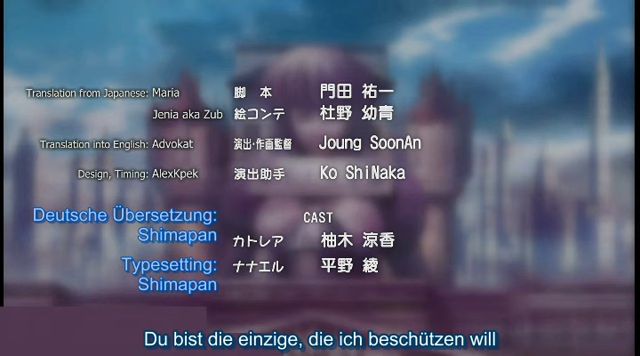 Translation from Japanese: Maria
脚 本 門田 祐一
Jenia aka Zub 絵コンテ 杜野 幼青
Translation into English: Advokat
演出・作画監督 Joung SoonAn
Design, Timing: AlexKpek
演出助手 Ko ShiNaka
Deutsche Übersetzung:
Shimapan
CAST
カトレア 柚木 涼香
Typesetting:
Shimapan
ナナエル 平野 綾
Du bist die einzige, die ich beschützen will